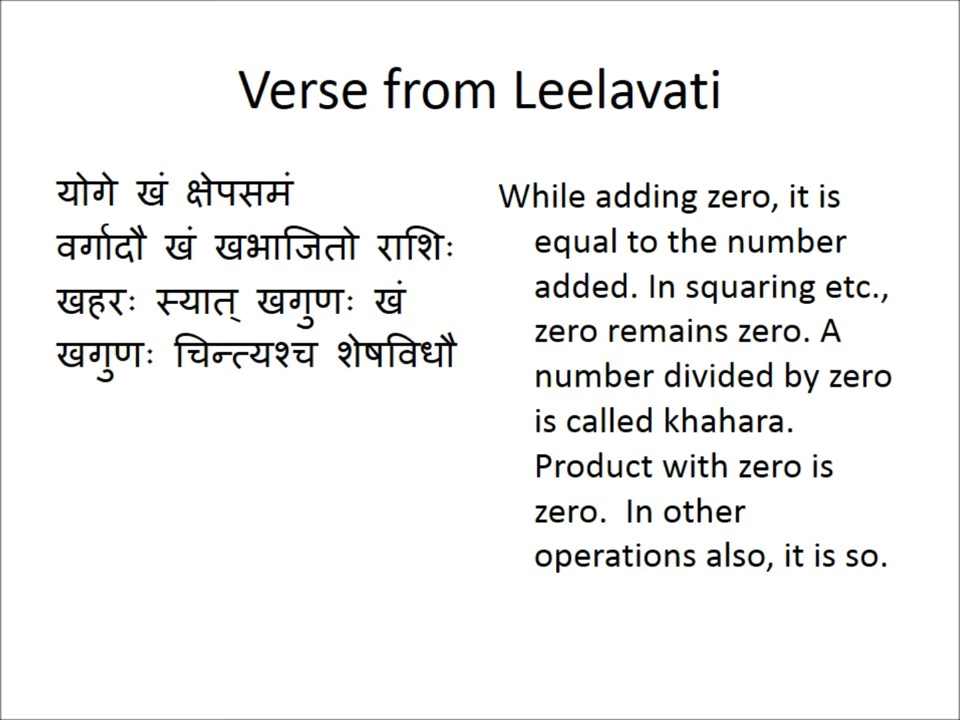 Verse from Leelavati
योगे खं क्षेपसमं
वर्गादौ खं खभाजितो राशिः
खहरः स्यात् खगुणः खं
खगुणः चिन्त्यश्च शेषविधौ
While adding zero, it is
equal to the number
added. In squaring etc.,
zero remains zero. A
number divided by zero
is called khahara.
Product with zero is
zero. In other
operations also, it is so.